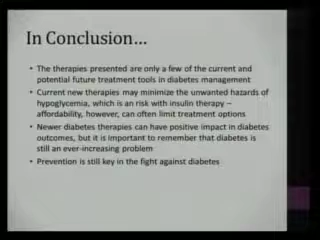 In Conclusion...
• The therapies presented are only a few of the current and
potential future treatment tools in diabetes management
• Current new therapies may minimize the unwanted hazards of
hypoglycemia, which is an risk with insulin therapy –
affordability, however, can often limit treatment options
• Newer diabetes therapies can have positive impact in diabetes
outcomes, but it is important to remember that diabetes is
still an ever-increasing problem
• Prevention is still key in the fight against diabetes